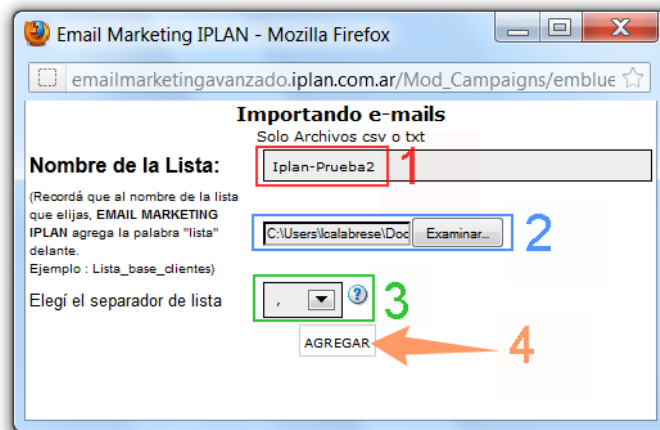 Email Marketing IPLAN - Mozilla Firefox
X
emailmarketingavanzado.iplan.com.ar/Mod_Campaigns/emblue
Importando e-mails
Solo Archivos csv o txt
Nombre de la Lista:
Iplan-Prueba2
1
(Recordá que al nombre de la lista
que elijas, EMAIL MARKETING
IPLAN agrega la palabra "lista"
delante.
Ejemplo : Lista_base_clientes)
C:\Users\lcalabrese\Doc
Examinar...
2
Elegí el separador de lista
,
?
3
AGREGAR
4